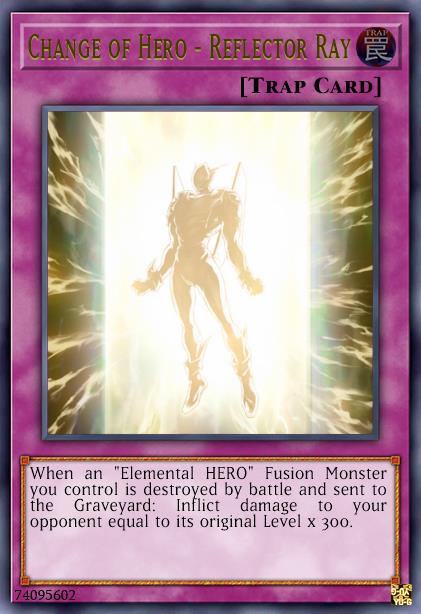 Change of Hero - Reflector Ray
TRAP
罠
[Trap Card]
When an "Elemental HERO" Fusion Monster
you control is destroyed by battle and sent to
the Graveyard: Inflict damage to your
opponent equal to its original Level x 300.
74095602